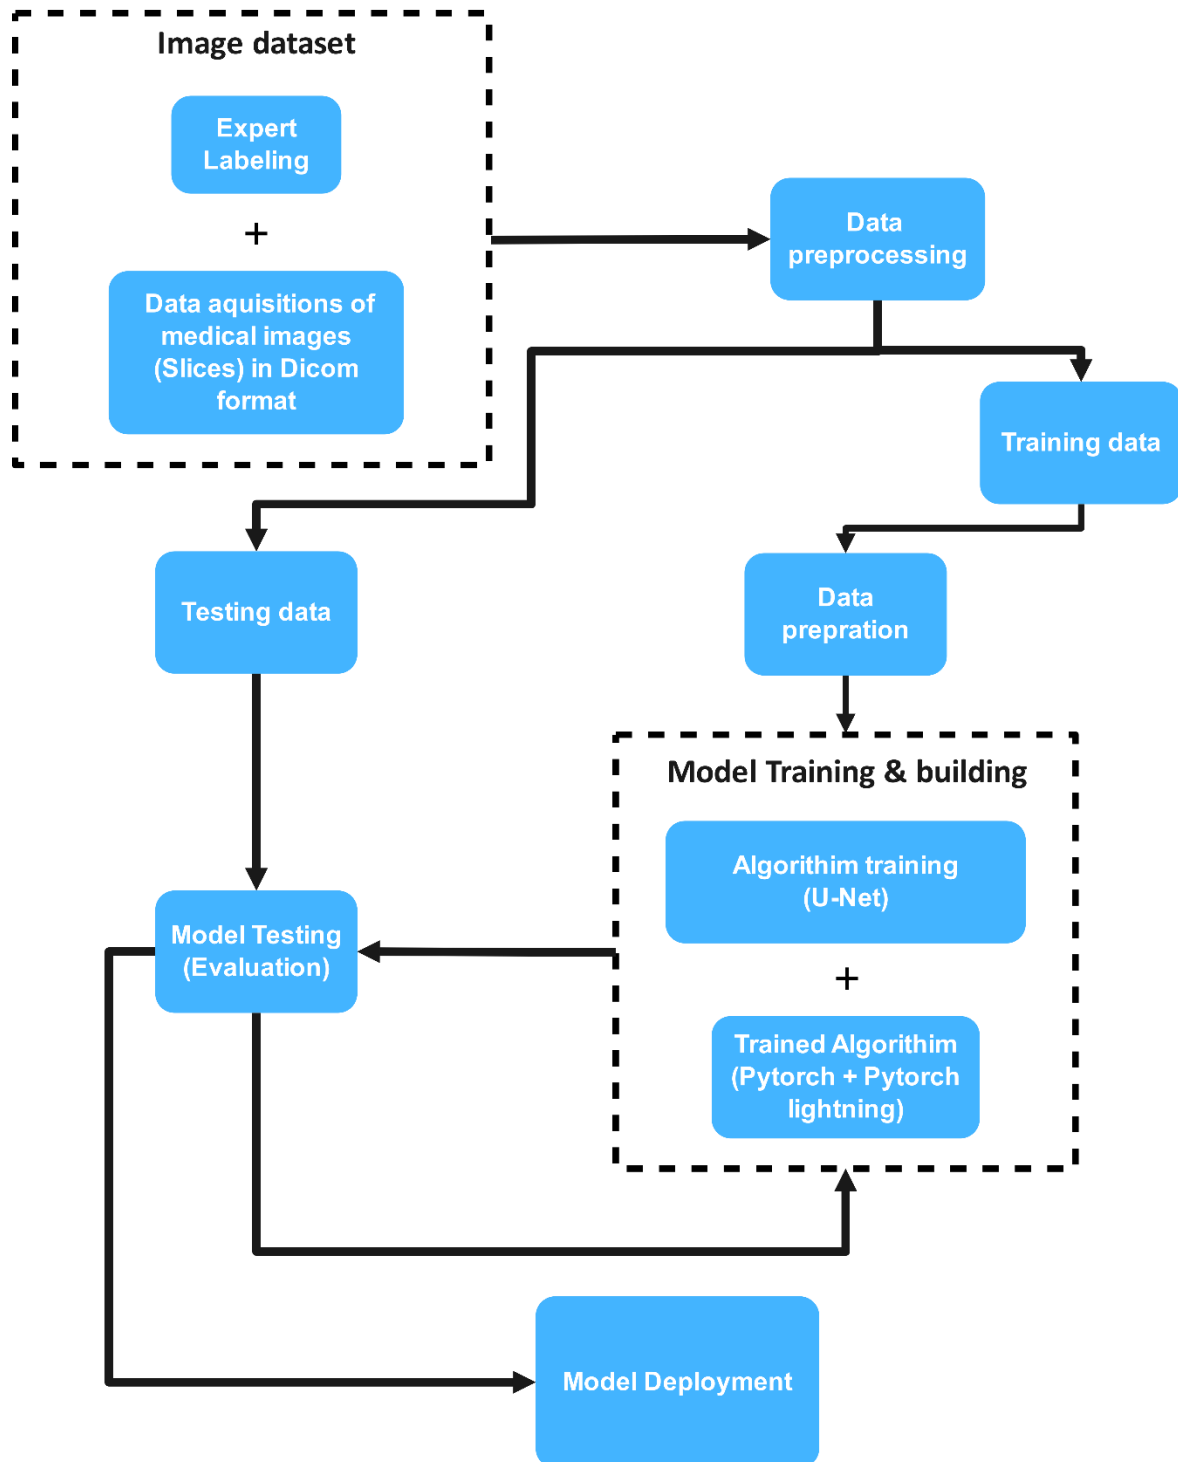 Image dataset
Expert
Labeling
+
Data aquisitions of
medical images
(Slices) in Dicom
format
Data
preprocessing
Training data
Testing data
Data
prepration
Model Training & building
Algorithim training
(U-Net)
+
Trained Algorithim
(Pytorch + Pytorch
lightning)
Model Testing
(Evaluation)
Model Deployment